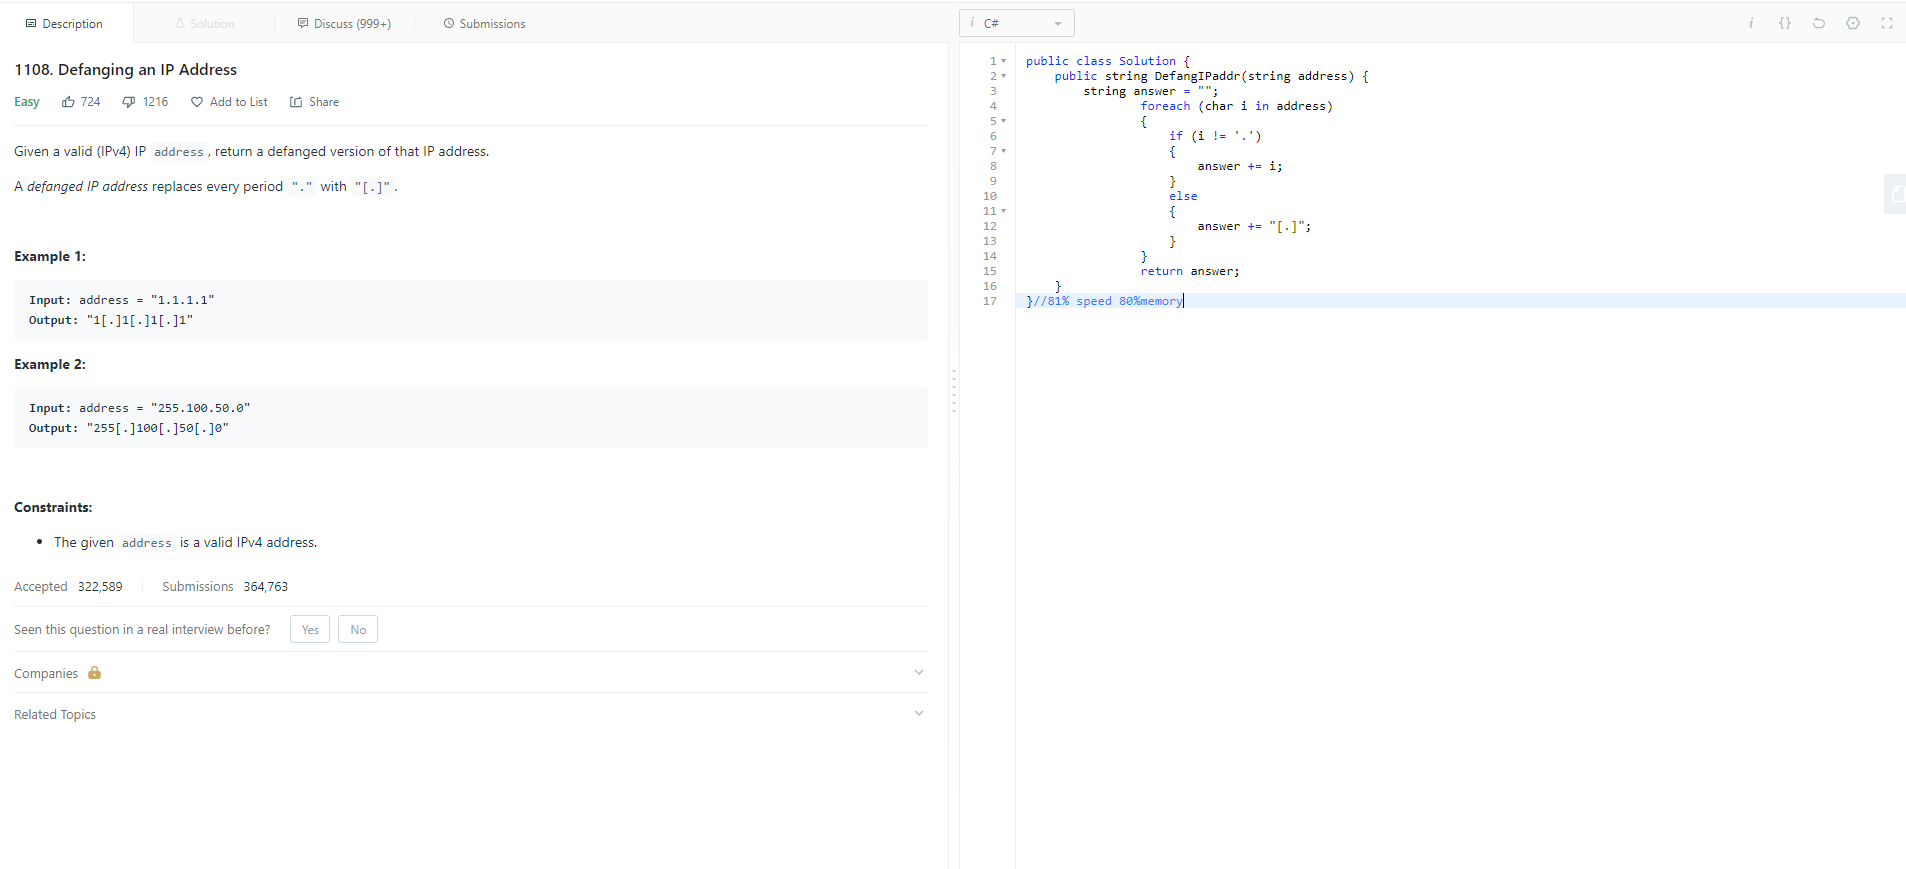 Description
Solution
Discuss (999+)
Submissions
1108. Defanging an IP Address
Easy 724 1216 Add to List Share
Given a valid (IPv4) IP address, return a defanged version of that IP address.
A defanged IP address replaces every period "." with "[.]".
Example 1:
Input: address = "1.1.1.1"
Output: "1[.]1[.]1[.]1"
Example 2:
Input: address = "255.100.50.0"
Output: "255[.]100[.]50[.]0"
Constraints:
• The given address is a valid IPv4 address.
Accepted 322,589 Submissions 364,763
Seen this question in a real interview before? Yes No
Companies
Related Topics
i C#
i {}
1 public class Solution {
2 public string DefangIPaddr(string address) {
3 string answer = "";
4 foreach (char i in address)
5 {
6 if (i != '.')
7 {
8 answer += i;
9 }
10 else
11 {
12 answer += "[.]";
13 }
14 }
15 return answer;
16 }
17 }//81% speed 80%memory